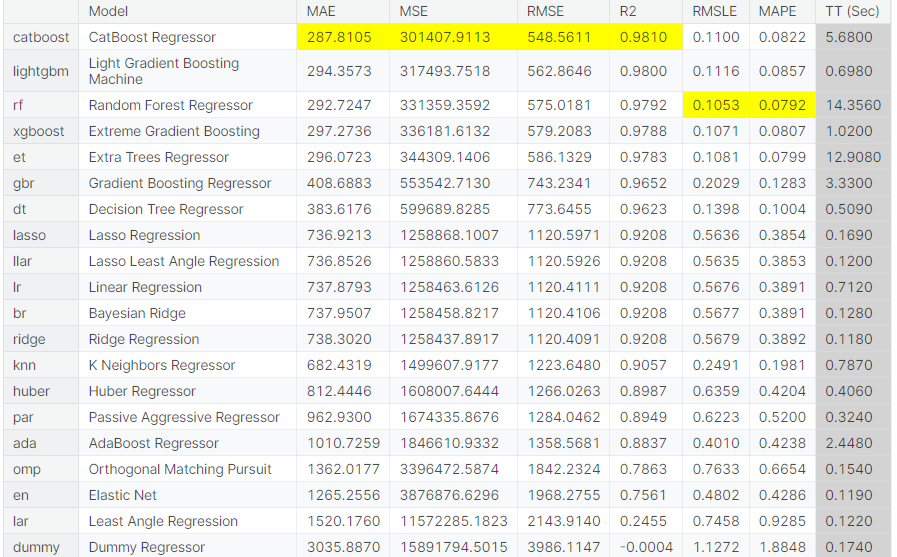 Model MAE MSE RMSE R2 RMSLE MAPE TT (Sec)
catboost CatBoost Regressor 287.8105 301407.9113 548.5611 0.9810 0.1100 0.0822 5.6800
lightgbm Light Gradient Boosting Machine 294.3573 317493.7518 562.8646 0.9800 0.1116 0.0857 0.6980
rf Random Forest Regressor 292.7247 331359.3592 575.0181 0.9792 0.1053 0.0792 14.3560
xgboost Extreme Gradient Boosting 297.2736 336181.6132 579.2083 0.9788 0.1071 0.0807 1.0200
et Extra Trees Regressor 296.0723 344309.1406 586.1329 0.9783 0.1081 0.0799 12.9080
gbr Gradient Boosting Regressor 408.6883 553542.7130 743.2341 0.9652 0.2029 0.1283 3.3300
dt Decision Tree Regressor 383.6176 599689.8285 773.6455 0.9623 0.1398 0.1004 0.5090
lasso Lasso Regression 736.9213 1258868.1007 1120.5971 0.9208 0.5636 0.3854 0.1690
llar Lasso Least Angle Regression 736.8526 1258860.5833 1120.5926 0.9208 0.5635 0.3853 0.1200
lr Linear Regression 737.8793 1258463.6126 1120.4111 0.9208 0.5676 0.3891 0.7120
br Bayesian Ridge 737.9507 1258458.8217 1120.4106 0.9208 0.5677 0.3891 0.1280
ridge Ridge Regression 738.3020 1258437.8917 1120.4091 0.9208 0.5679 0.3892 0.1180
knn K Neighbors Regressor 682.4319 1499607.9177 1223.6480 0.9057 0.2491 0.1981 0.7870
huber Huber Regressor 812.4446 1608007.6444 1266.0263 0.8987 0.6359 0.4204 0.4060
par Passive Aggressive Regressor 962.9300 1674335.8676 1284.0462 0.8949 0.6223 0.5200 0.3240
ada AdaBoost Regressor 1010.7259 1846610.9332 1358.5681 0.8837 0.4010 0.4238 2.4480
omp Orthogonal Matching Pursuit 1362.0177 3396472.5874 1842.2324 0.7863 0.7633 0.6654 0.1540
en Elastic Net 1265.2556 3876876.6296 1968.2755 0.7561 0.4802 0.4286 0.1190
lar Least Angle Regression 1520.1760 11572285.1823 2143.9140 0.2455 0.7458 0.9285 0.1220
dummy Dummy Regressor 3035.8870 15891794.5015 3986.1147 -0.0004 1.1272 1.8848 0.1740